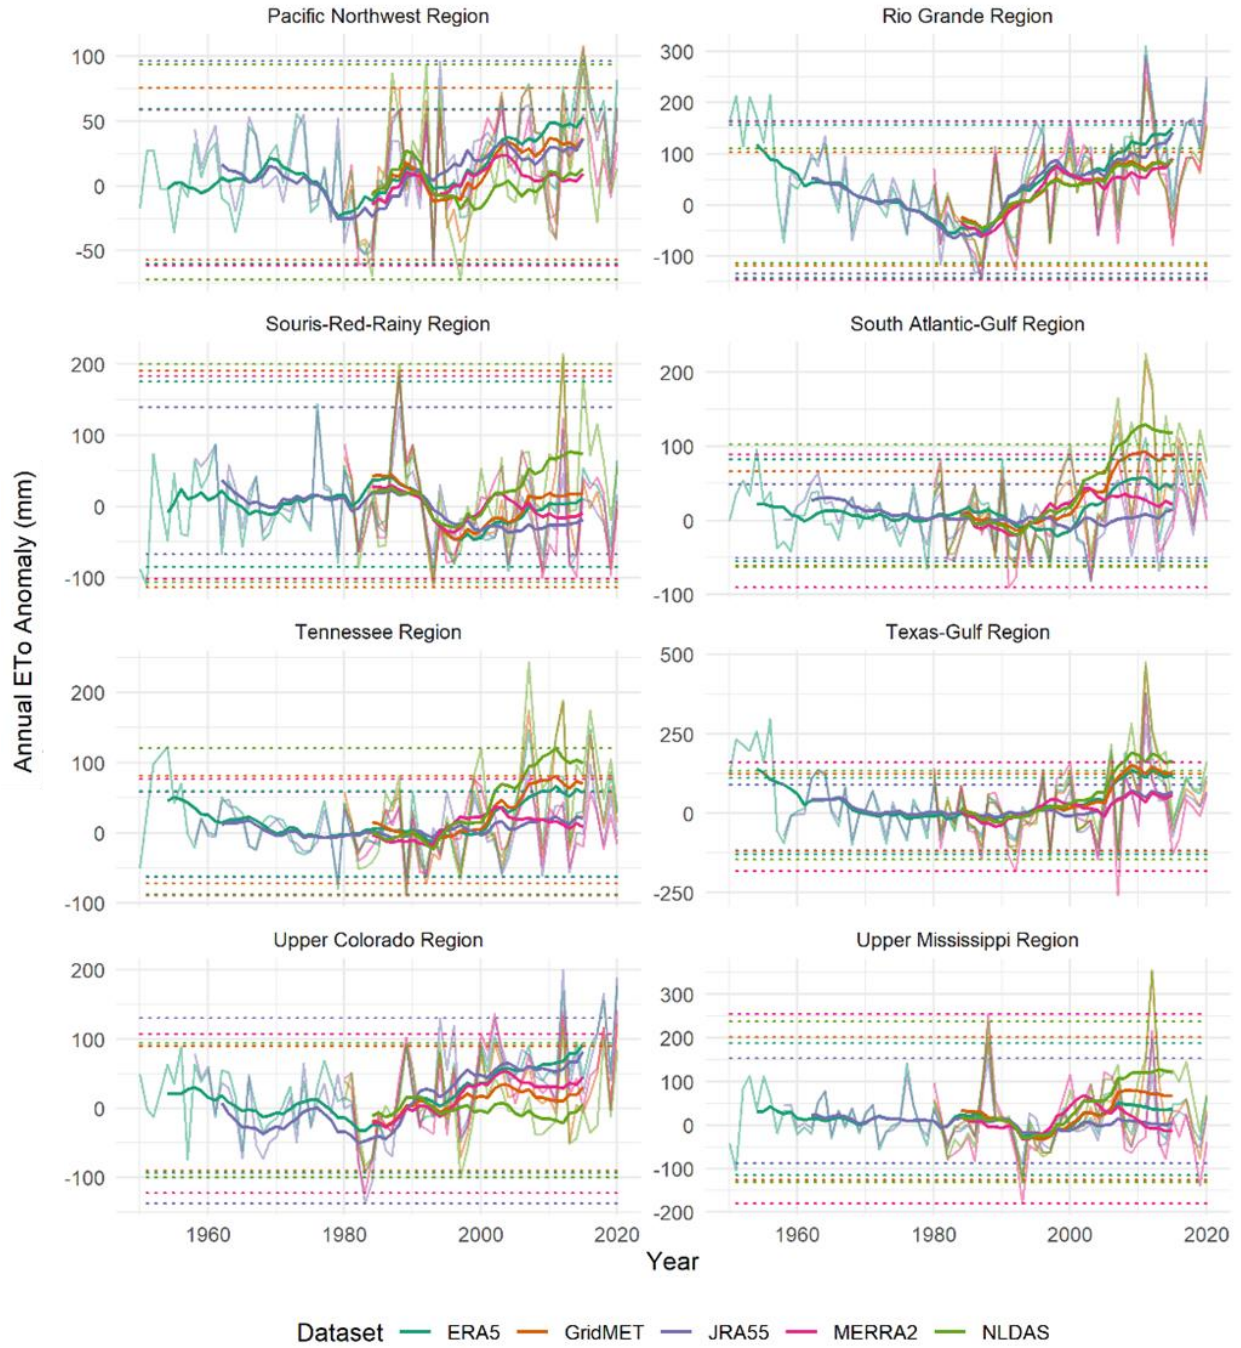 Pacific Northwest Region
Rio Grande Region
100
50
0
-50
300
200
100
0
-100
Souris-Red-Rainy Region
South Atlantic-Gulf Region
200
100
0
-100
200
100
0
-100
Tennessee Region
Texas-Gulf Region
200
100
0
-100
500
250
0
-250
Upper Colorado Region
Upper Mississippi Region
200
100
0
-100
300
200
100
0
-100
-200
1960 1980 2000 2020
1960 1980 2000 2020
Annual ETo Anomaly (mm)
Year
Dataset ERA5 GridMET JRA55 MERRA2 NLDAS